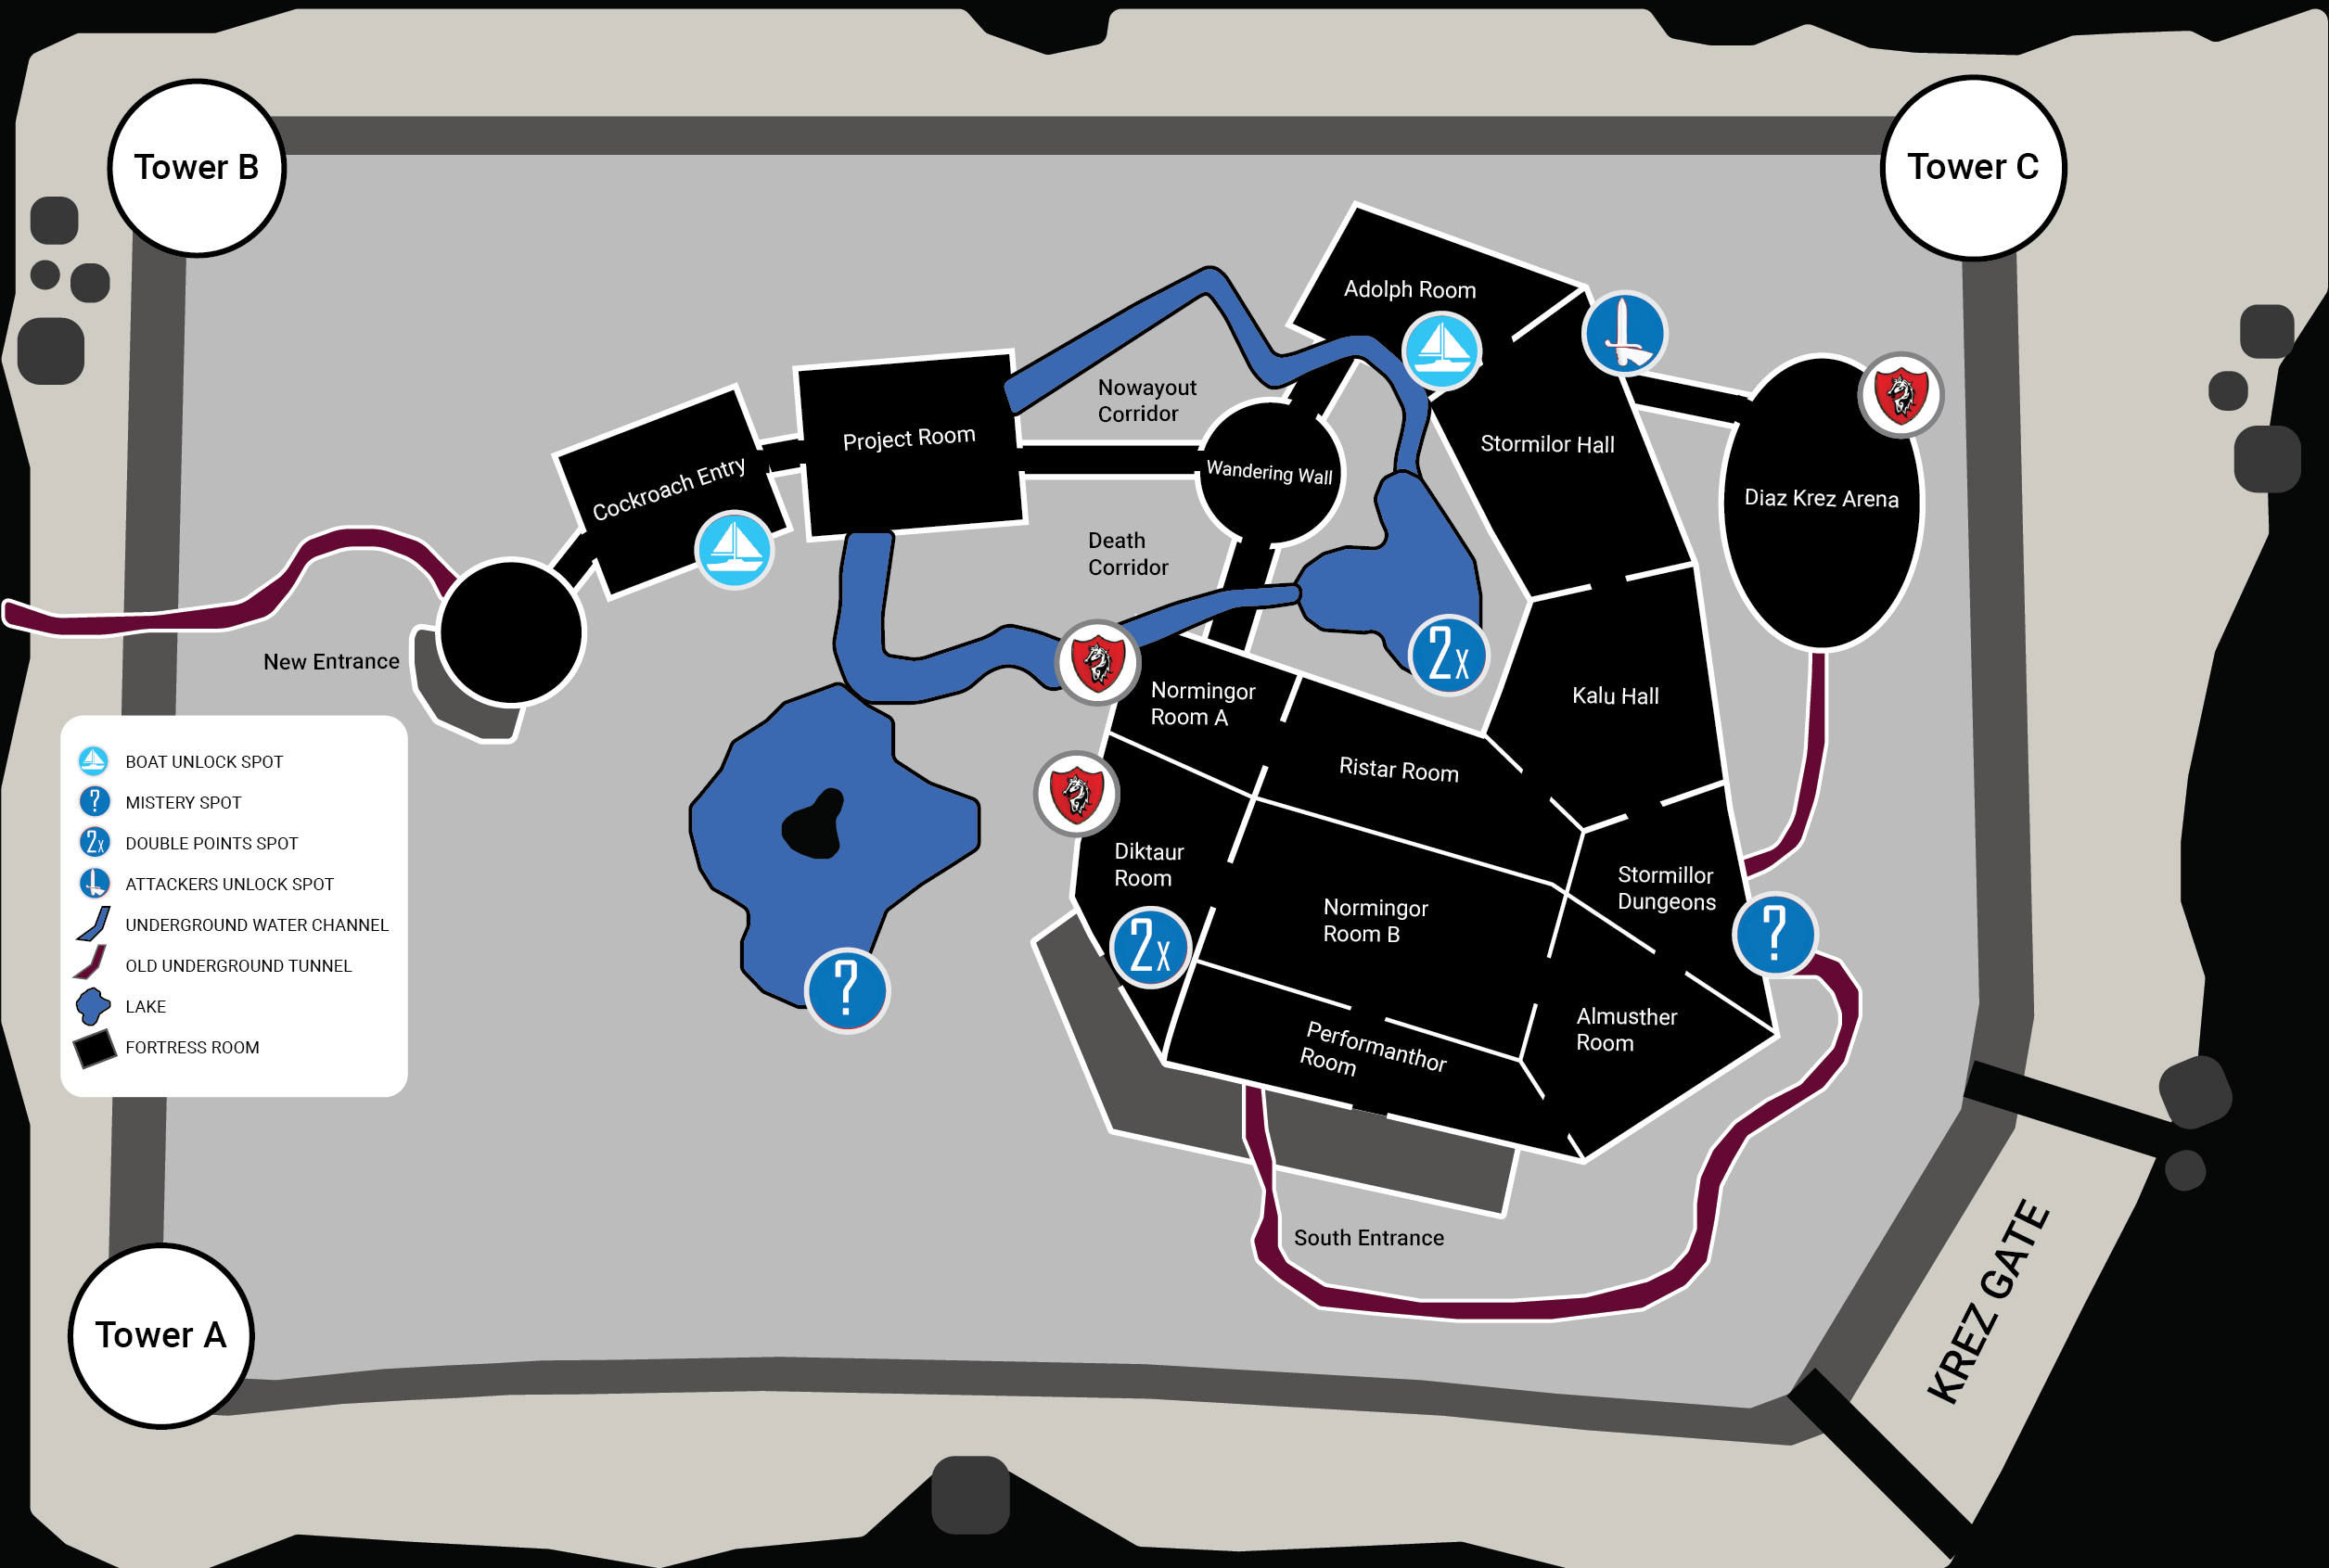 Tower B
Tower C
Adolph Room
Nowayout
Corridor
Project Room
Stormilor Hall
Wandering Wall
Cockroach Entry
Diaz Krez Arena
Death
Corridor
New Entrance
Normingor
Room A
2x
Kalu Hall
Ristar Room
BOAT UNLOCK SPOT
? MISTERY SPOT
2x DOUBLE POINTS SPOT
ATTACKERS UNLOCK SPOT
UNDERGROUND WATER CHANNEL
OLD UNDERGROUND TUNNEL
LAKE
FORTRESS ROOM
Diktaur
Room
Stormillor
Dungeons
Normingor
Room B
2x
?
?
Almusther
Room
Performanthor
Room
South Entrance
KREZ GATE
Tower A